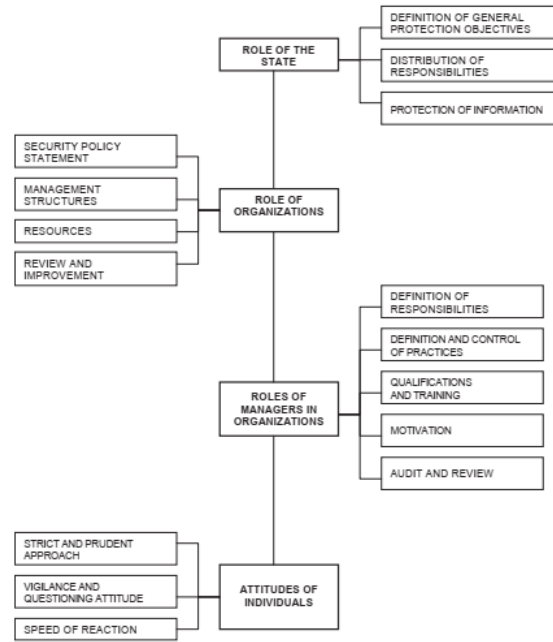 DEFINITION OF GENERAL
PROTECTION OBJECTIVES
ROLE OF THE
STATE
DISTRIBUTION OF
RESPONSIBILITIES
PROTECTION OF INFORMATION
SECURITY POLICY
STATEMENT
MANAGEMENT
STRUCTURES
ROLE OF
ORGANIZATIONS
RESOURCES
REVIEW AND
IMPROVEMENT
DEFINITION OF
RESPONSIBILITIES
DEFINITION AND CONTROL
OF PRACTICES
ROLES OF
MANAGERS IN
ORGANIZATIONS
QUALIFICATIONS
AND TRAINING
MOTIVATION
AUDIT AND REVIEW
STRICT AND PRUDENT
APPROACH
VIGILANCE AND
QUESTIONING ATTITUDE
ATTITUDES OF
INDIVIDUALS
SPEED OF REACTION